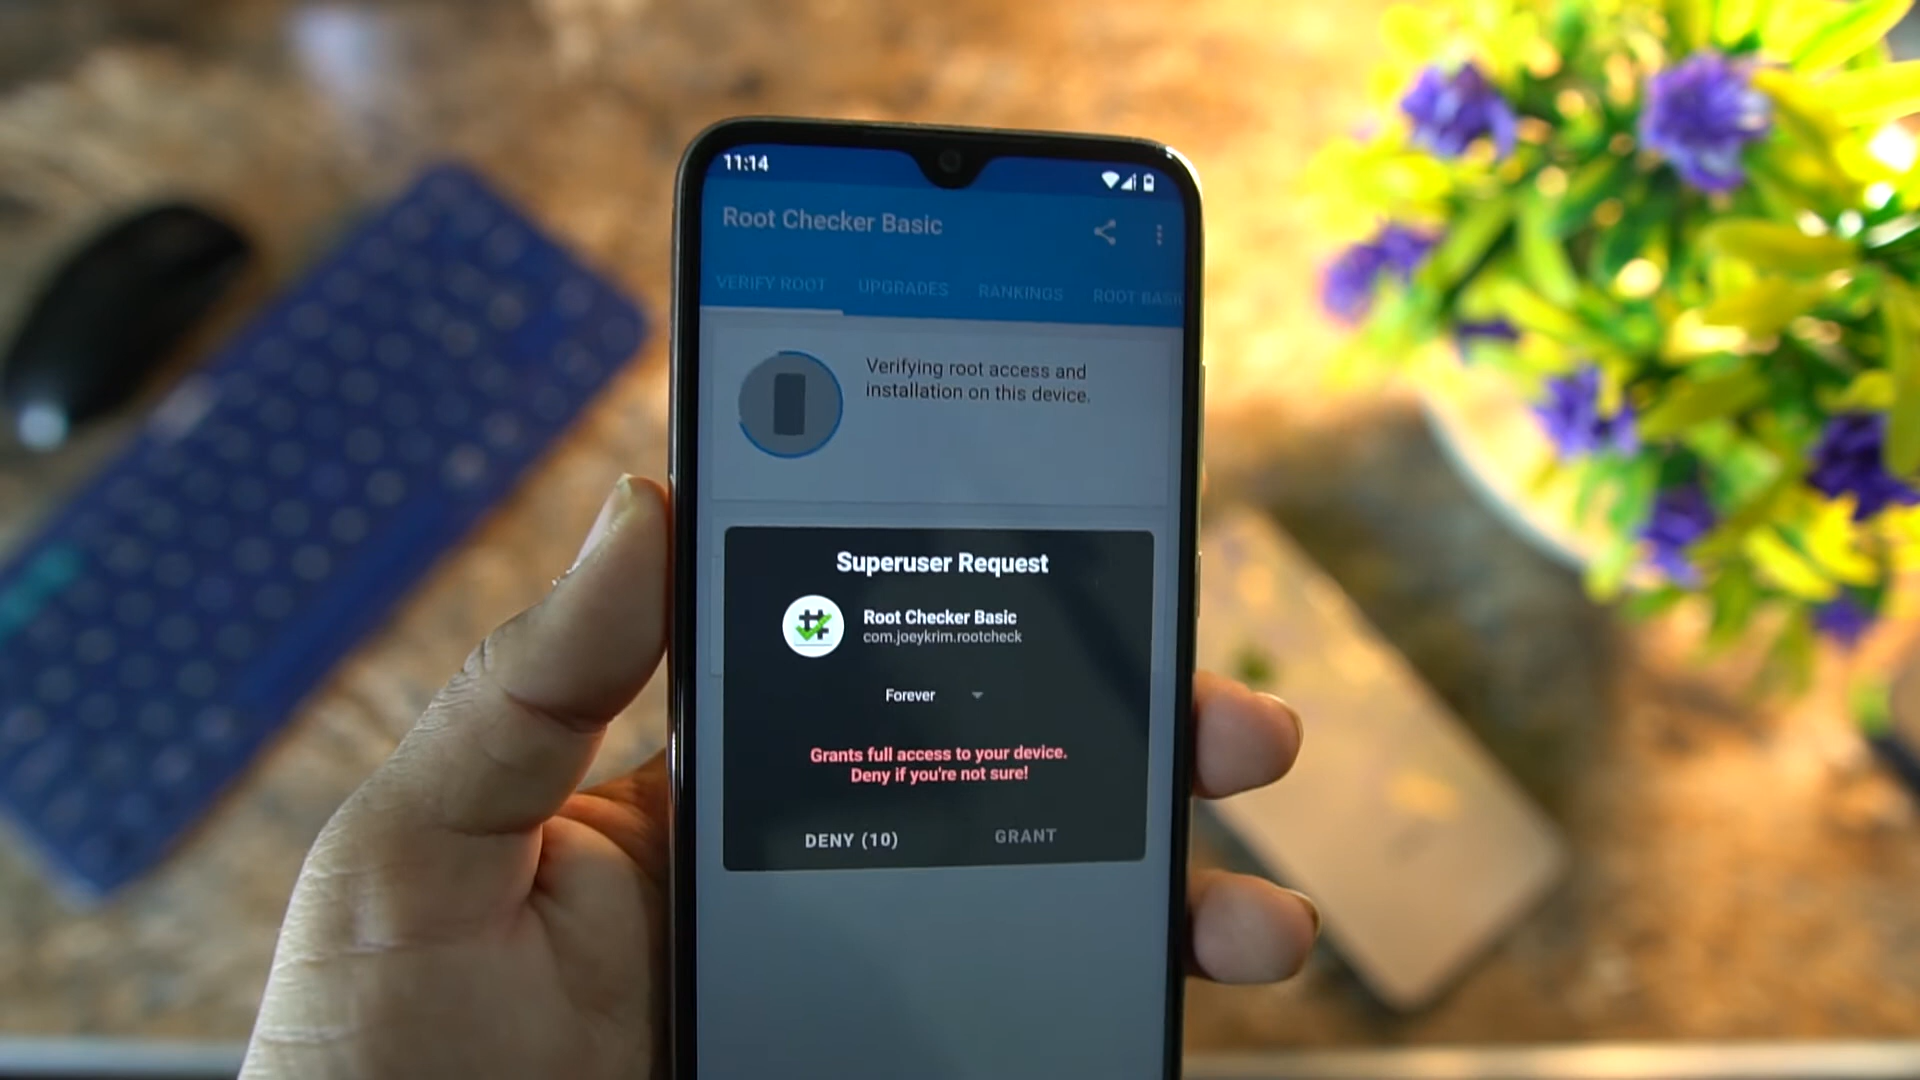 11:14
Root Checker Basic
VERIFY ROOT UPGRADES RANKINGS ROOT BASIC
Verifying root access and
installation on this device.
Superuser Request
Root Checker Basic
com.joeykrim.rootcheck
Forever
Grants full access to your device.
Deny if you're not sure!
DENY (10) GRANT